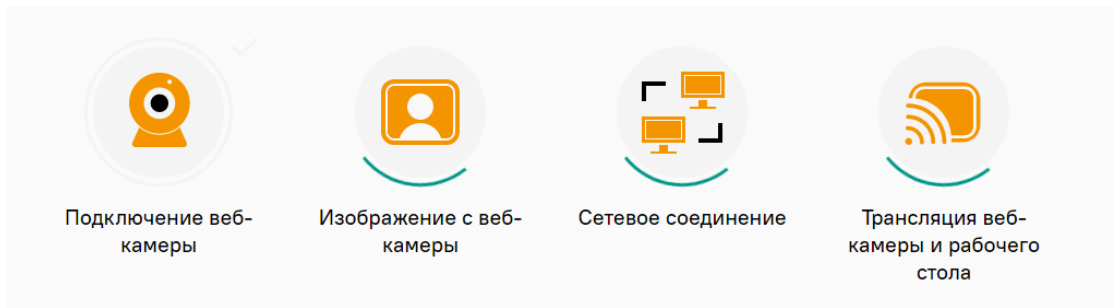 Подключение веб-
камеры
Изображение с веб-
камеры
Сетевое соединение
Трансляция веб-
камеры и рабочего
стола